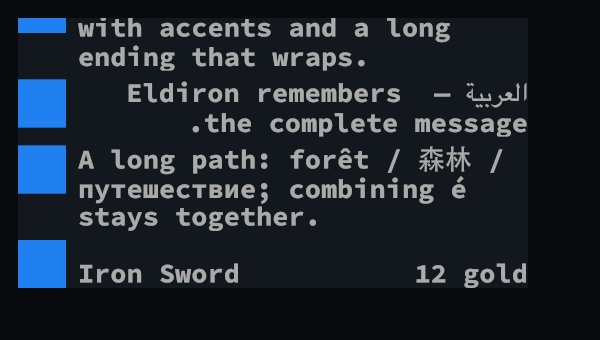 with accents and a long
ending that wraps.
العربية — Eldiron remembers
the complete message.
A long path: forêt / 森林 /
путешествие; combining é
stays together.
Iron Sword 12 gold